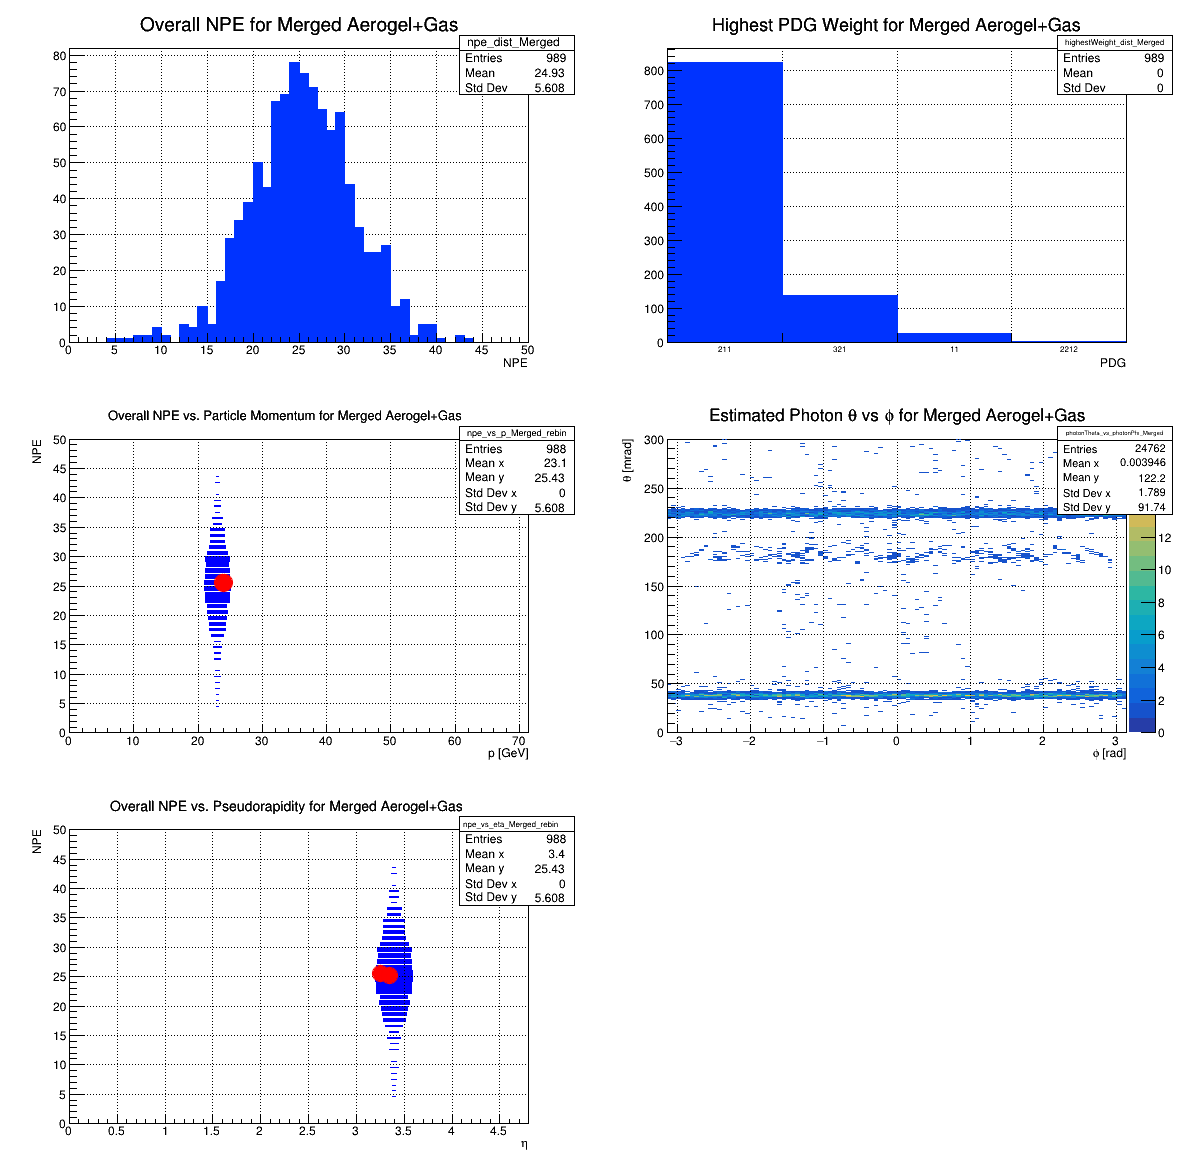 Overall NPE for Merged Aerogel+Gas
npe_dist_Merged
Entries 989
Mean 24.93
Std Dev 5.608
80
70
60
50
40
30
20
10
0
0 5 10 15 20 25 30 35 40 45 50
NPE
Highest PDG Weight for Merged Aerogel+Gas
highestWeight_dist_Merged
Entries 989
Mean 0
Std Dev 0
800
700
600
500
400
300
200
100
0
211 321 11 2212
PDG
Overall NPE vs. Particle Momentum for Merged Aerogel+Gas
npe_vs_p_Merged_rebin
Entries 988
Mean x 23.1
Mean y 25.43
Std Dev x 0
Std Dev y 5.608
NPE
50
45
40
35
30
25
20
15
10
5
0
0 10 20 30 40 50 60 70
p [GeV]
Estimated Photon θ vs ϕ for Merged Aerogel+Gas
photonTheta_vs_photonPhi_Merged
Entries 24762
Mean x 0.003946
Mean y 122.2
Std Dev x 1.789
Std Dev y 91.74
θ [mrad]
300
250
200
150
100
50
0
−3 −2 −1 0 1 2 3
ϕ [rad]
12
10
8
6
4
2
0
Overall NPE vs. Pseudorapidity for Merged Aerogel+Gas
npe_vs_eta_Merged_rebin
Entries 988
Mean x 3.4
Mean y 25.43
Std Dev x 0
Std Dev y 5.608
NPE
50
45
40
35
30
25
20
15
10
5
0
0 0.5 1 1.5 2 2.5 3 3.5 4 4.5
η